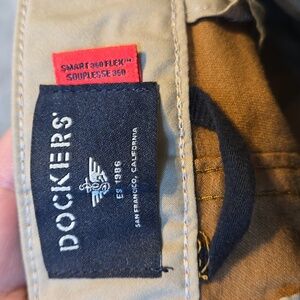 SMART 360 FLEX™
SOUPLESSE 360
DOCKERS®
ES 1986
SAN FRANCISCO, CALIFORNIA